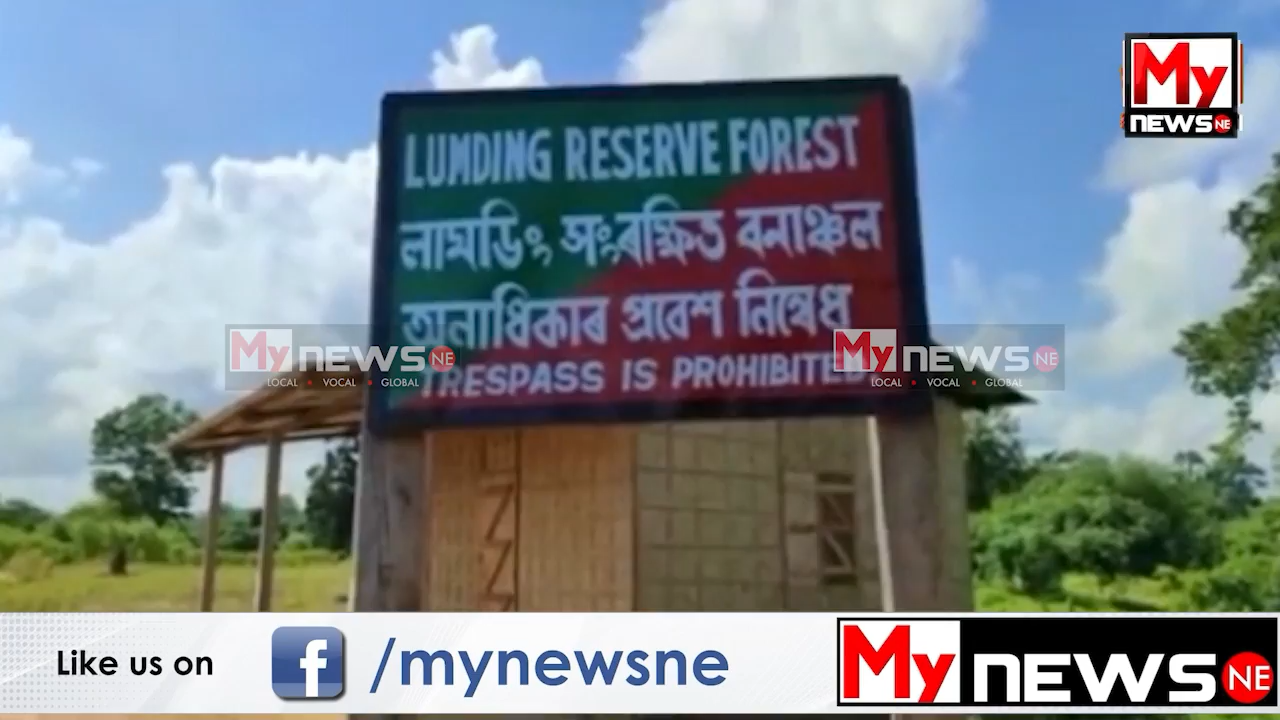 My
NEWS NE
LUMDING RESERVE FOREST
লামডিং সংৰক্ষিত বনাঞ্চল
অনাধিকাৰ প্ৰবেশ নিষেধ
My NEWS NE
LOCAL • VOCAL • GLOBAL
My NEWS NE
LOCAL • VOCAL • GLOBAL
TRESPASS IS PROHIBITED.
Like us on f /mynewsne
My NEWS NE